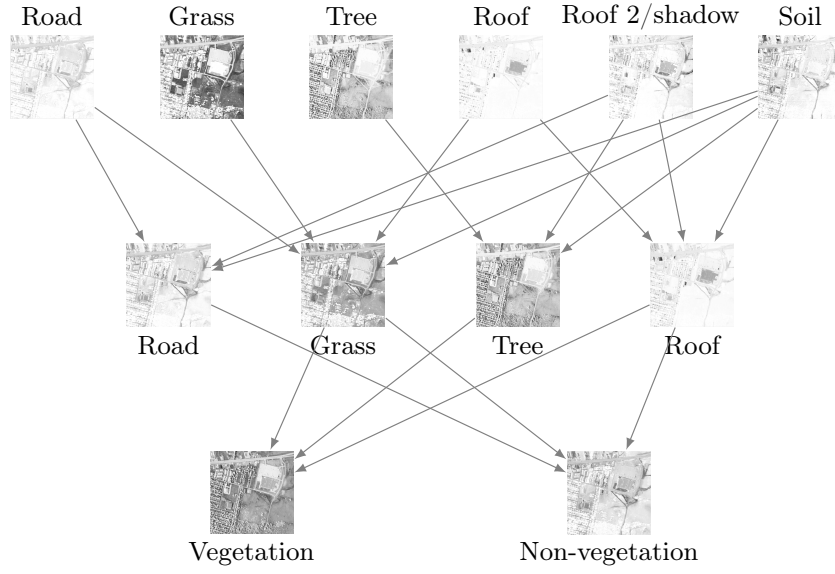 Road Grass Tree Roof Roof 2/shadow Soil
Road Grass Tree Roof
Vegetation Non-vegetation